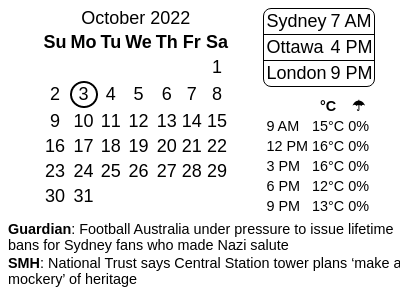 October 2022
Su Mo Tu We Th Fr Sa
1
2 3 4 5 6 7 8
9 10 11 12 13 14 15
16 17 18 19 20 21 22
23 24 25 26 27 28 29
30 31
Sydney 7 AM
Ottawa 4 PM
London 9 PM
°C ☂
9 AM 15°C 0%
12 PM 16°C 0%
3 PM 16°C 0%
6 PM 12°C 0%
9 PM 13°C 0%
Guardian: Football Australia under pressure to issue lifetime
bans for Sydney fans who made Nazi salute
SMH: National Trust says Central Station tower plans ‘make a
mockery’ of heritage